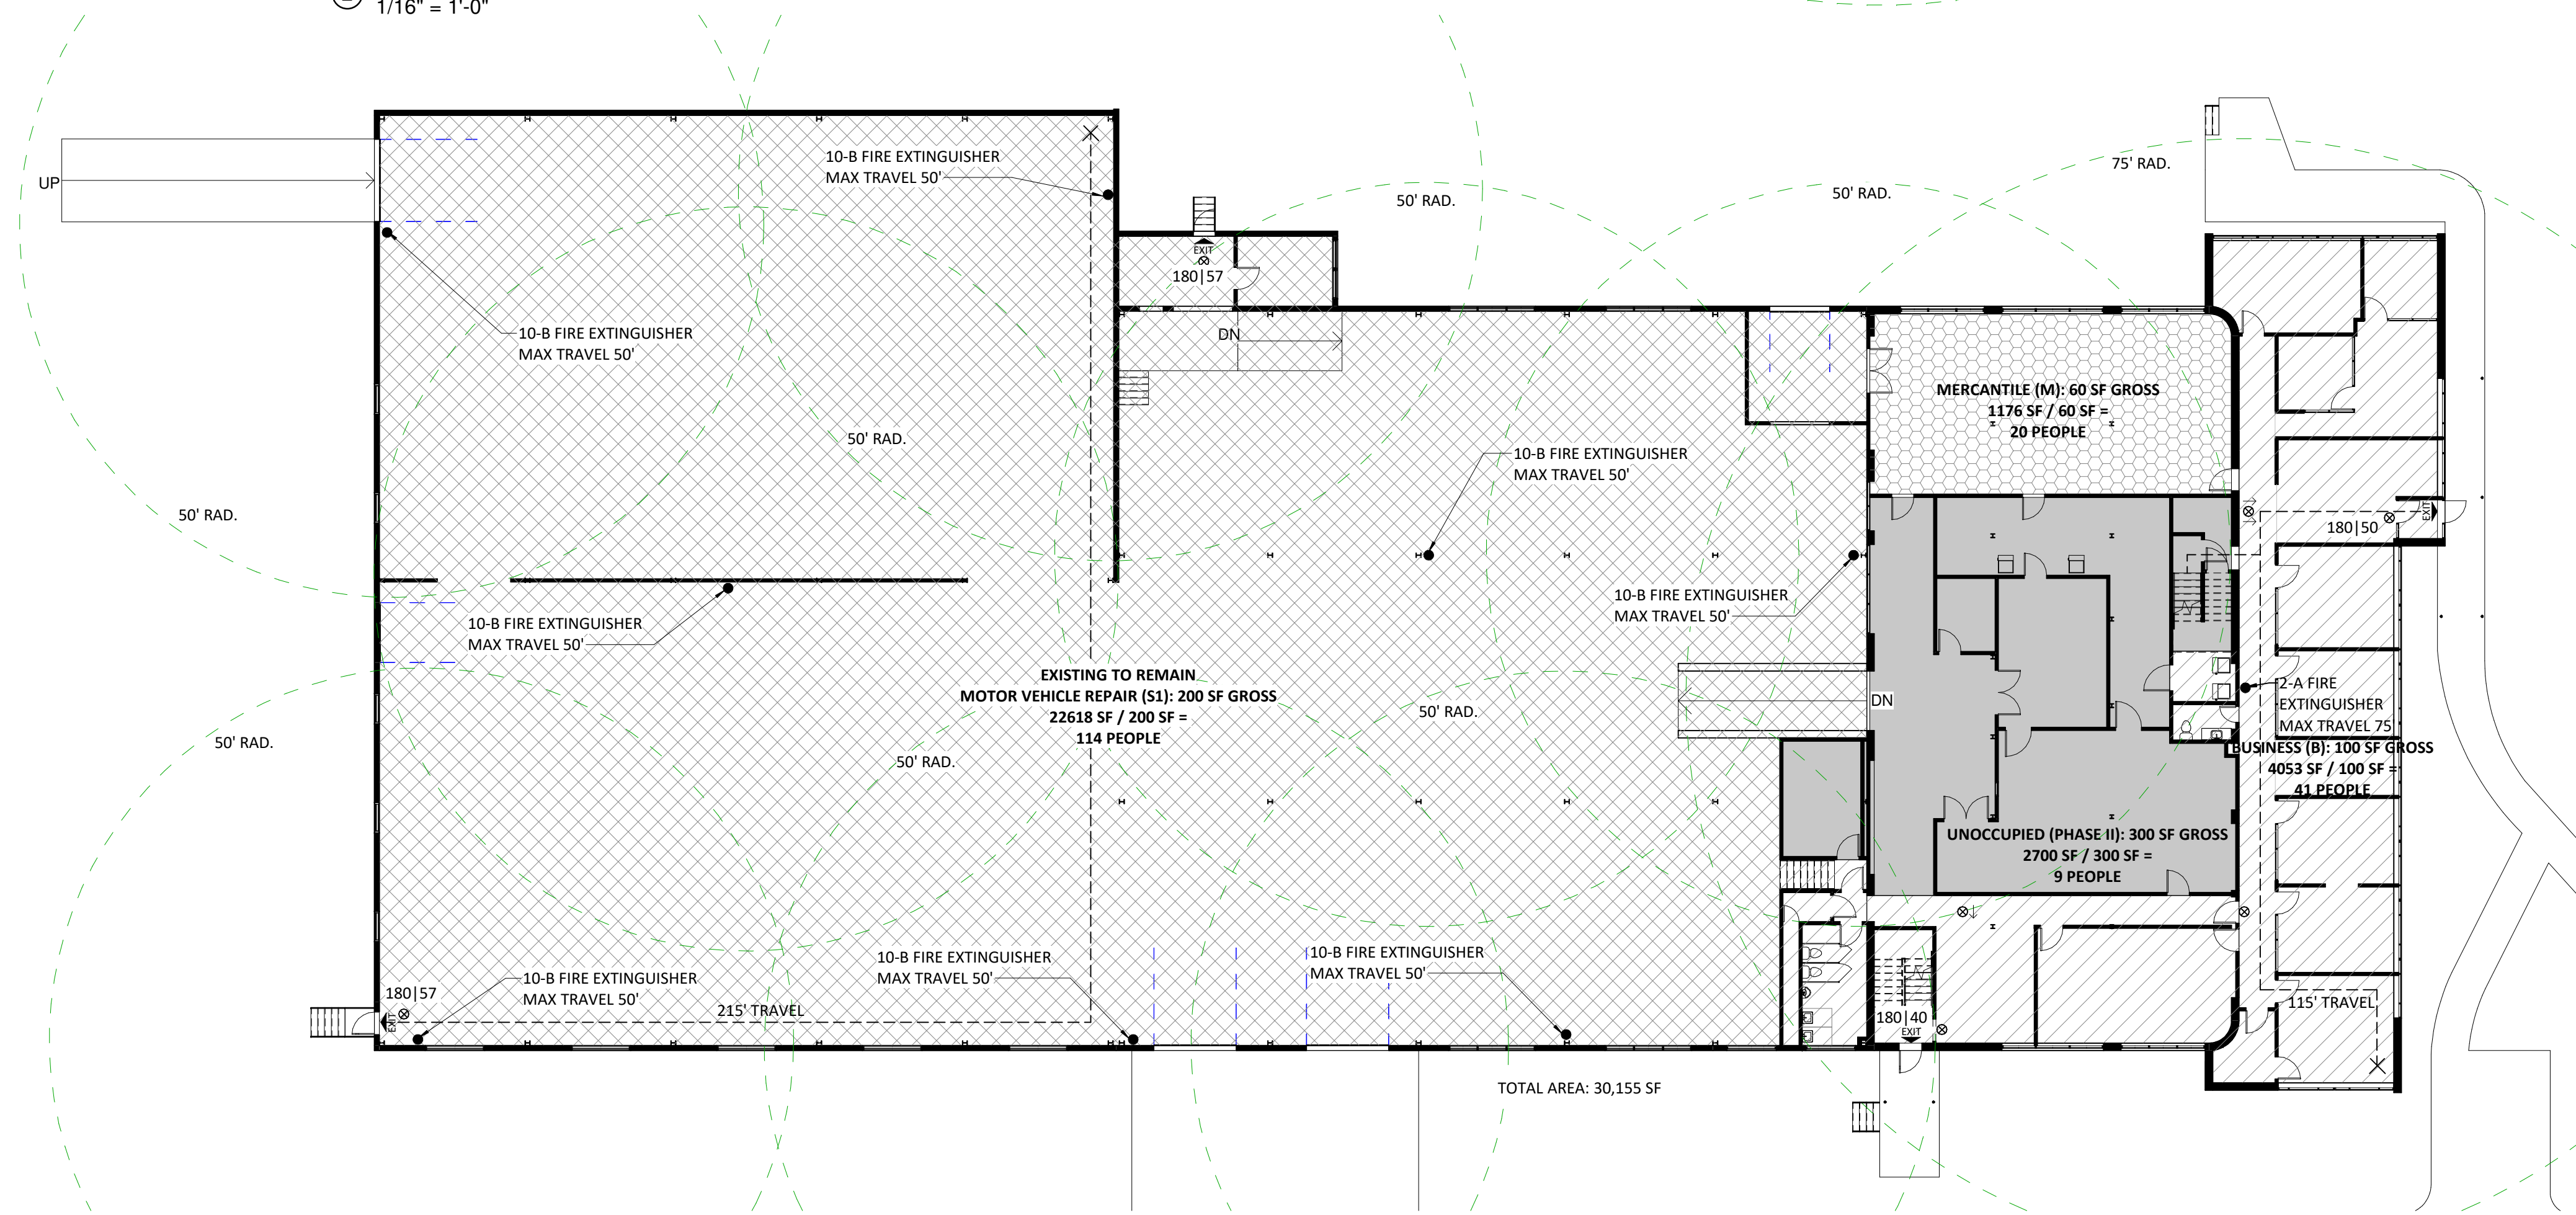 1/16" = 1'-0"
UP
10-B FIRE EXTINGUISHER
MAX TRAVEL 50'
75' RAD.
50' RAD.
50' RAD.
EXIT
180|57
10-B FIRE EXTINGUISHER
MAX TRAVEL 50'
DN
MERCANTILE (M): 60 SF GROSS
1176 SF / 60 SF =
20 PEOPLE
50' RAD.
10-B FIRE EXTINGUISHER
MAX TRAVEL 50'
50' RAD.
180|50
EXIT
10-B FIRE EXTINGUISHER
MAX TRAVEL 50'
10-B FIRE EXTINGUISHER
MAX TRAVEL 50'
EXISTING TO REMAIN
MOTOR VEHICLE REPAIR (S1): 200 SF GROSS
22618 SF / 200 SF =
114 PEOPLE
50' RAD.
DN
2-A FIRE
EXTINGUISHER
MAX TRAVEL 75'
50' RAD.
50' RAD.
BUSINESS (B): 100 SF GROSS
4053 SF / 100 SF =
41 PEOPLE
UNOCCUPIED (PHASE II): 300 SF GROSS
2700 SF / 300 SF =
9 PEOPLE
10-B FIRE EXTINGUISHER
MAX TRAVEL 50'
10-B FIRE EXTINGUISHER
MAX TRAVEL 50'
10-B FIRE EXTINGUISHER
MAX TRAVEL 50'
180|57
EXIT
215' TRAVEL
180|40
EXIT
115' TRAVEL
TOTAL AREA: 30,155 SF